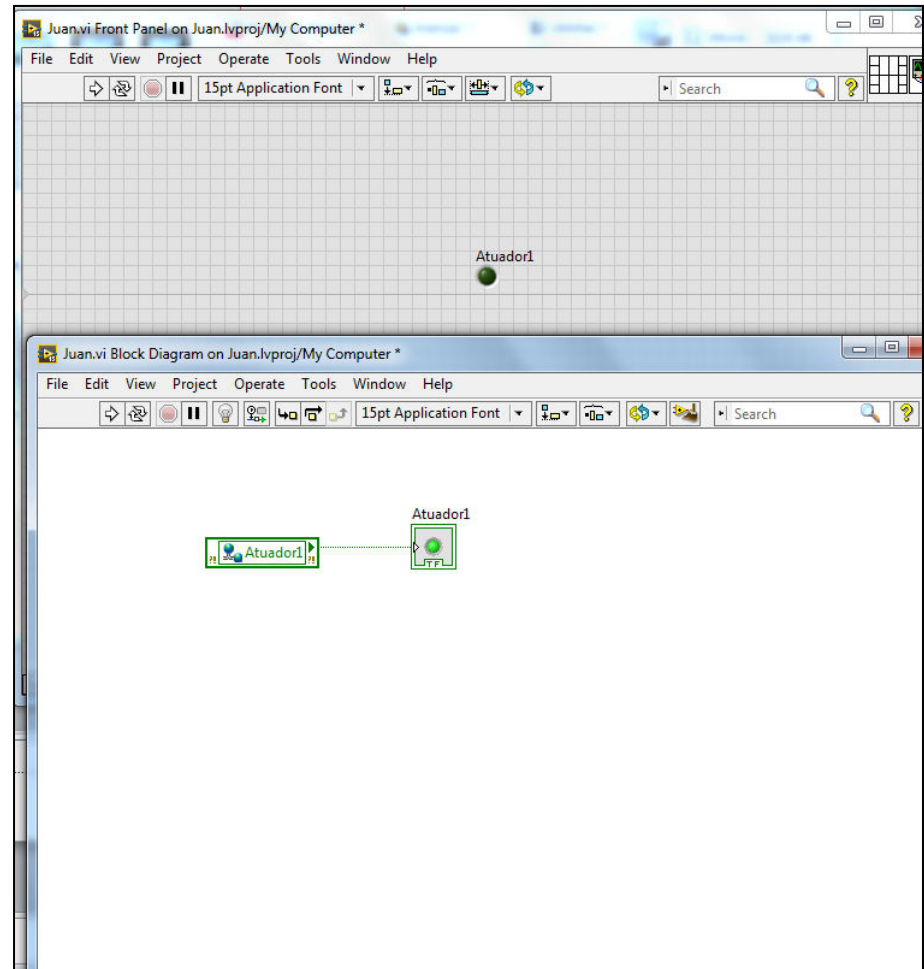 Juan.vi Front Panel on Juan.lvproj/My Computer *
File Edit View Project Operate Tools Window Help
15pt Application Font Search
Atuador1
Juan.vi Block Diagram on Juan.lvproj/My Computer *
File Edit View Project Operate Tools Window Help
15pt Application Font Search
Atuador1
?! Atuador1 ?!
TF